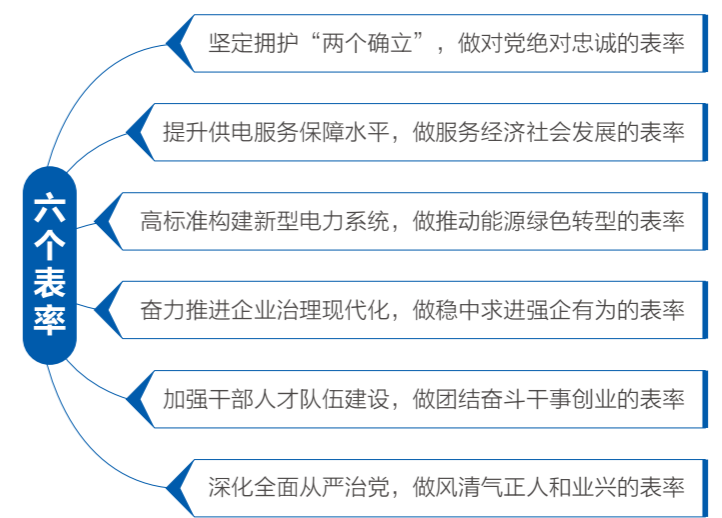 六个表率
坚定拥护“两个确立”，做对党绝对忠诚的表率
提升供电服务保障水平，做服务经济社会发展的表率
高标准构建新型电力系统，做推动能源绿色转型的表率
奋力推进企业治理现代化，做稳中求进强企有为的表率
加强干部人才队伍建设，做团结奋斗干事创业的表率
深化全面从严治党，做风清气正人和业兴的表率